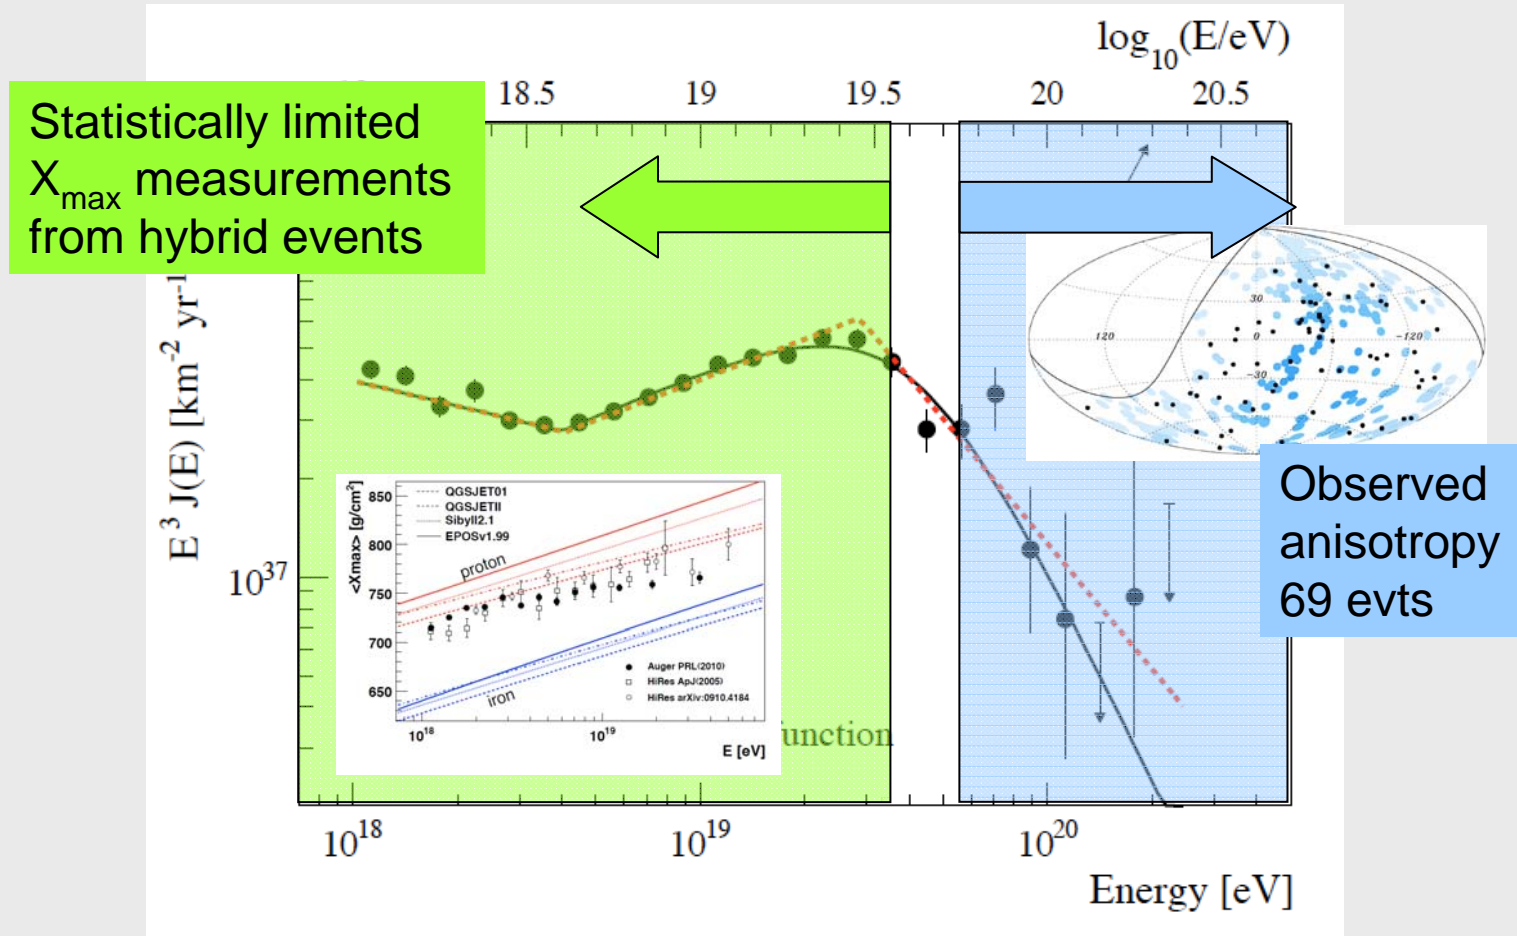 log₁₀(E/eV)
18.5 19 19.5 20 20.5
Statistically limited
Xmax measurements
from hybrid events
E³ J(E) [km⁻² yr⁻¹
10³⁷
30
120 0 -120
-30
Observed
anisotropy
69 evts
<Xmax> [g/cm²]
850
800
750
700
650
QGSJET01
QGSJETII
Sibyll2.1
EPOSv1.99
proton
iron
Auger PRL(2010)
HiRes ApJ(2005)
HiRes arXiv:0910.4184
10¹⁸ 10¹⁹
E [eV]
unction
10¹⁸ 10¹⁹ 10²⁰
Energy [eV]